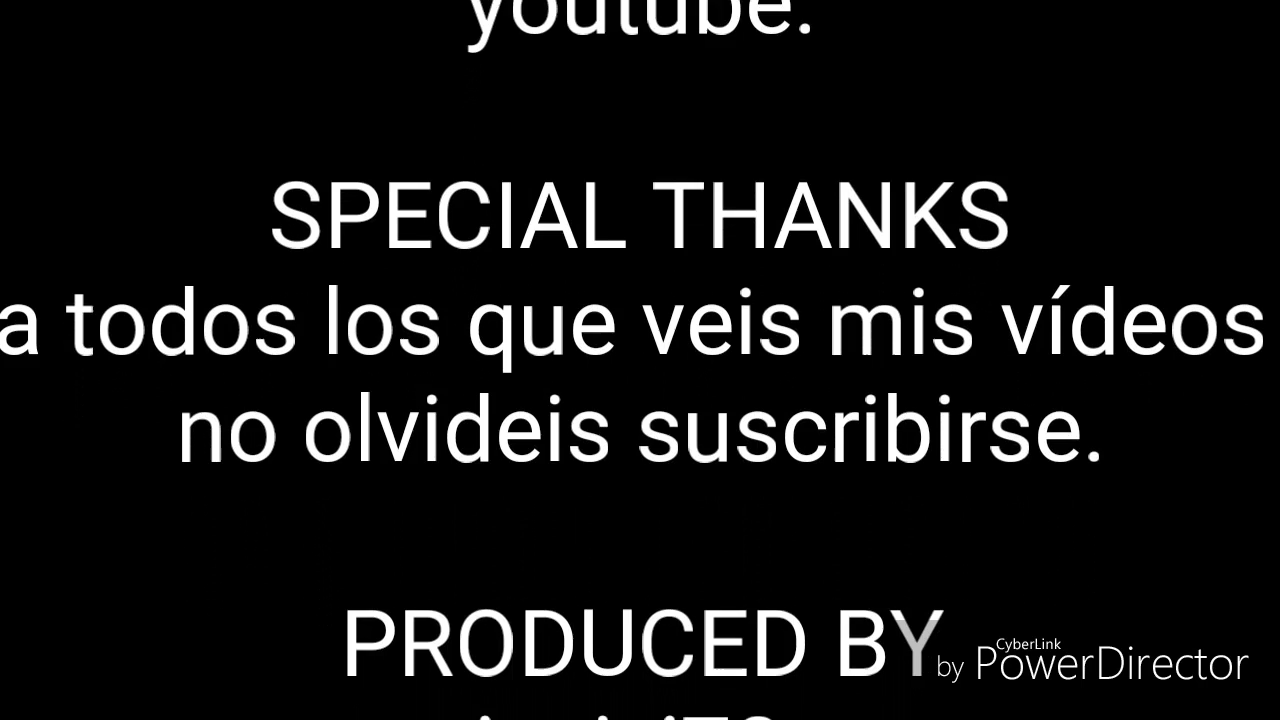 youtube.
SPECIAL THANKS
a todos los que veis mis vídeos
no olvideis suscribirse.
PRODUCED BY
CyberLink
by PowerDirector